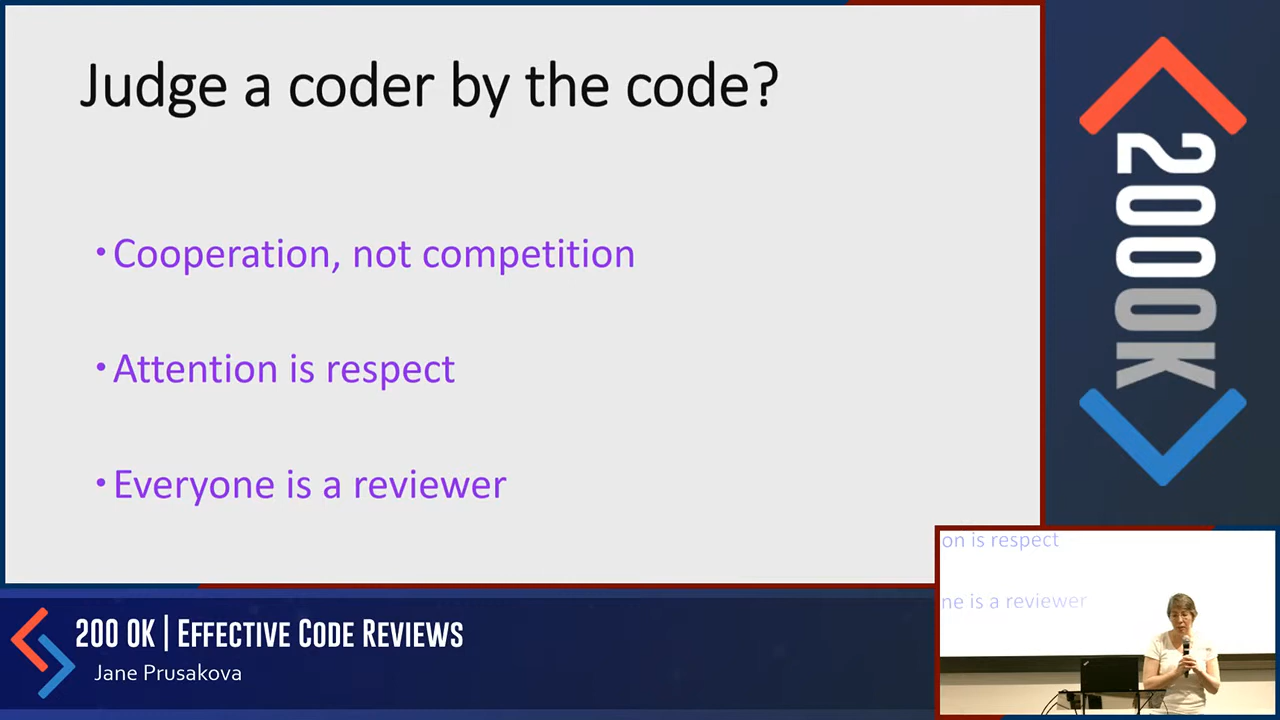 Judge a coder by the code?
• Cooperation, not competition
• Attention is respect
• Everyone is a reviewer
200OK
on is respect
ne is a reviewer
200 OK | Effective Code Reviews
Jane Prusakova